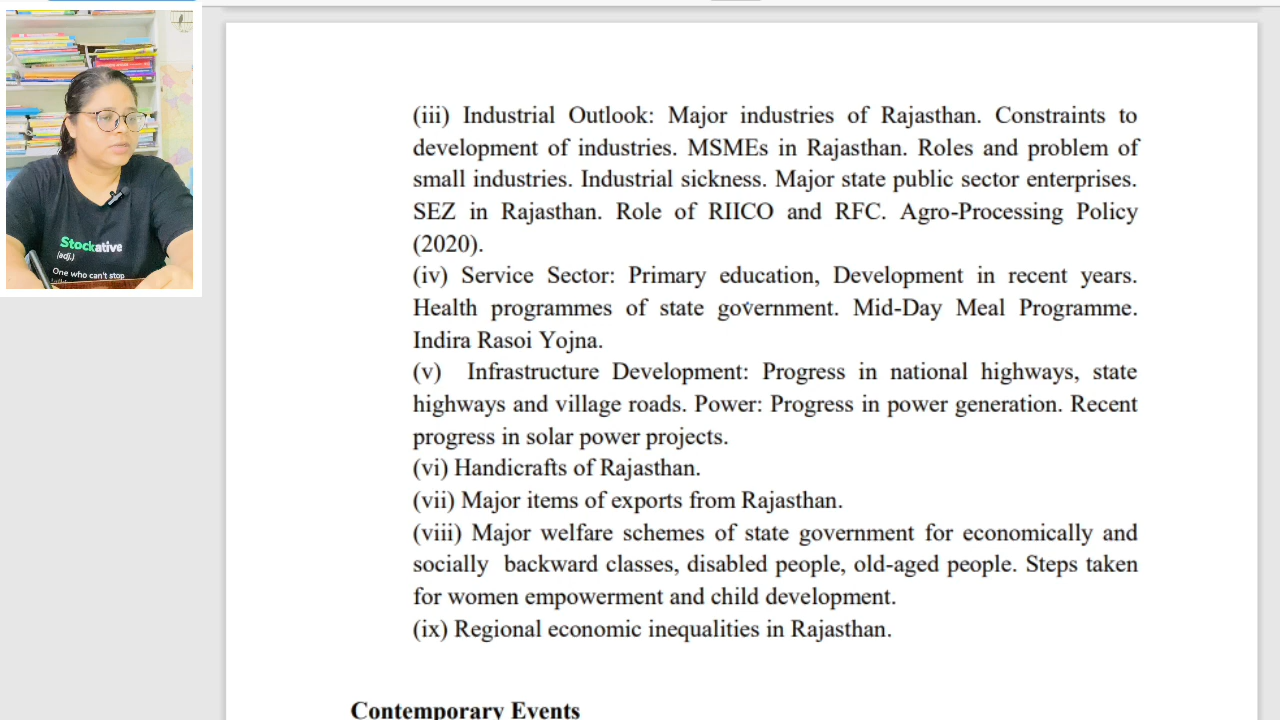 Stockative
(adj.)
One who can't stop
(iii) Industrial Outlook: Major industries of Rajasthan. Constraints to
development of industries. MSMEs in Rajasthan. Roles and problem of
small industries. Industrial sickness. Major state public sector enterprises.
SEZ in Rajasthan. Role of RIICO and RFC. Agro-Processing Policy
(2020).
(iv) Service Sector: Primary education, Development in recent years.
Health programmes of state government. Mid-Day Meal Programme.
Indira Rasoi Yojna.
(v) Infrastructure Development: Progress in national highways, state
highways and village roads. Power: Progress in power generation. Recent
progress in solar power projects.
(vi) Handicrafts of Rajasthan.
(vii) Major items of exports from Rajasthan.
(viii) Major welfare schemes of state government for economically and
socially backward classes, disabled people, old-aged people. Steps taken
for women empowerment and child development.
(ix) Regional economic inequalities in Rajasthan.
Contemporary Events